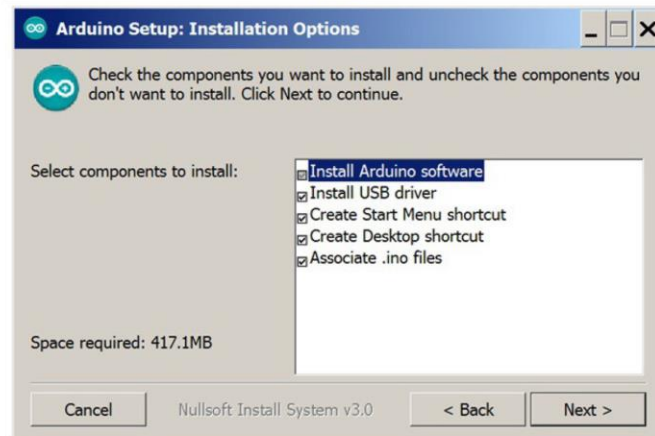 Arduino Setup: Installation Options
Check the components you want to install and uncheck the components you
don't want to install. Click Next to continue.
Select components to install:
Install Arduino software
Install USB driver
Create Start Menu shortcut
Create Desktop shortcut
Associate .ino files
Space required: 417.1MB
Cancel
Nullsoft Install System v3.0
< Back
Next >